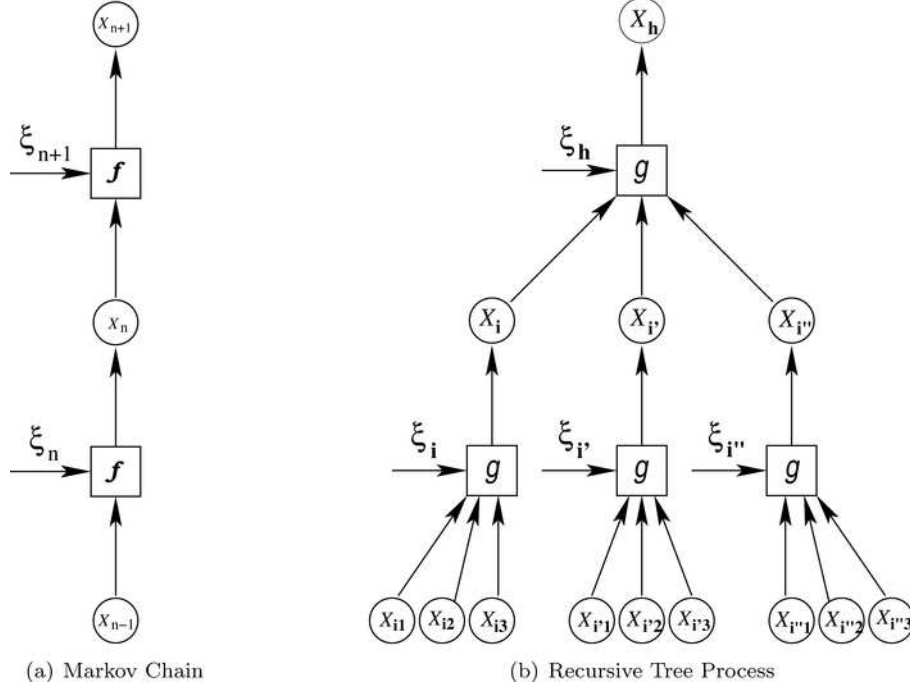 X_{n+1} X_h
ξ_{n+1} f ξ_h g
X_n X_i X_{i'} X_{i''}
ξ_n f ξ_i g ξ_{i'} g ξ_{i''} g
X_{n−1} X_{i1} X_{i2} X_{i3} X_{i'1} X_{i'2} X_{i'3} X_{i''1} X_{i''2} X_{i''3}
(a) Markov Chain (b) Recursive Tree Process